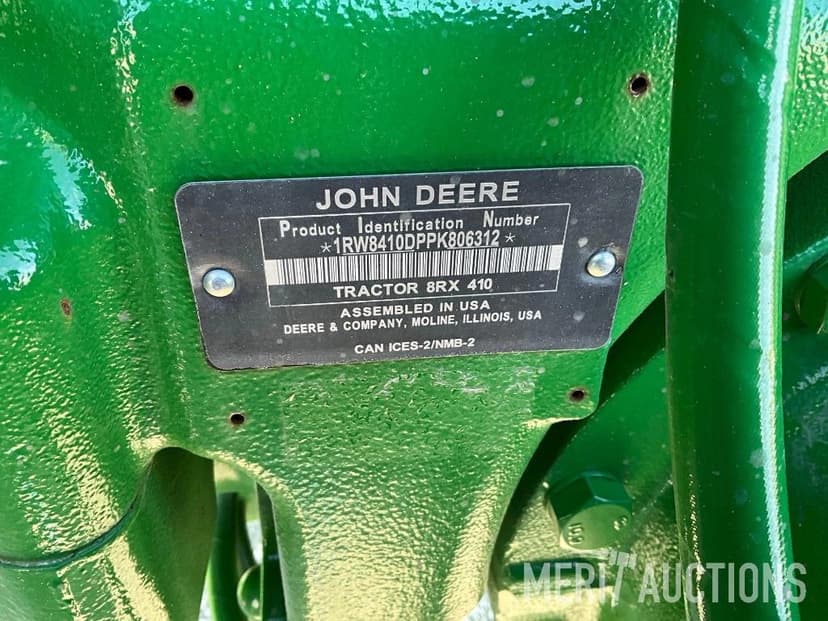 JOHN DEERE
Product Identification Number
*1RW8410DPPK806312*
TRACTOR 8RX 410
ASSEMBLED IN USA
DEERE & COMPANY, MOLINE, ILLINOIS, USA
CAN ICES-2/NMB-2
MERIT AUCTIONS